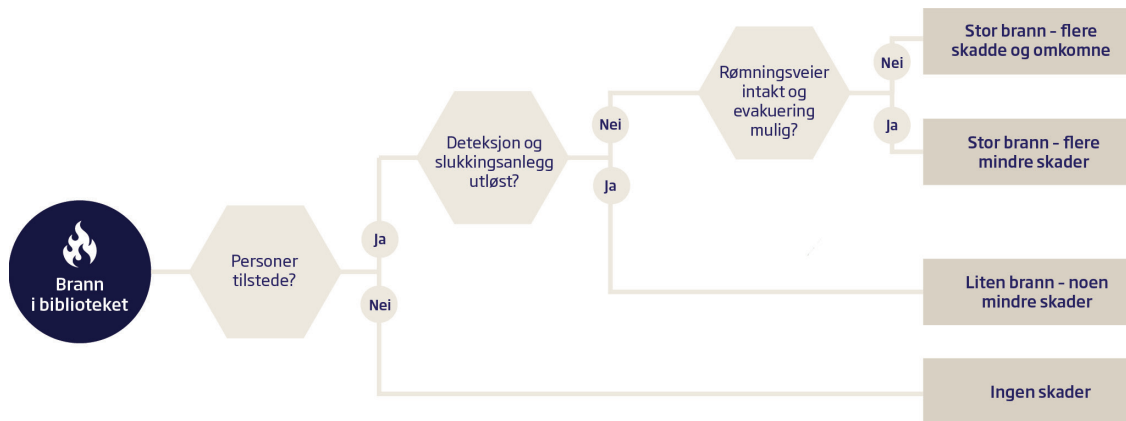 Brann
i biblioteket
Personer
tilstede?
Ja
Nei
Deteksjon og
slukkingsanlegg
utløst?
Nei
Ja
Rømningsveier
intakt og
evakuering
mulig?
Nei
Ja
Stor brann – flere
skadde og omkomne
Stor brann – flere
mindre skader
Liten brann – noen
mindre skader
Ingen skader